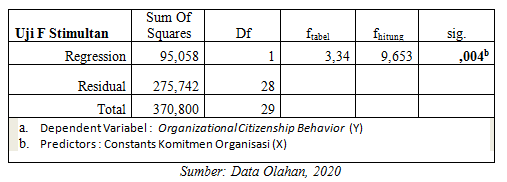 Uji F Stimultan Sum Of Squares Df ftabel fhitung sig.
Regression 95,058 1 3,34 9,653 ,004b
Residual 275,742 28
Total 370,800 29
a. Dependent Variabel : Organizational Citizenship Behavior (Y)
b. Predictors : Constants Komitmen Organisasi (X)
Sumber: Data Olahan, 2020